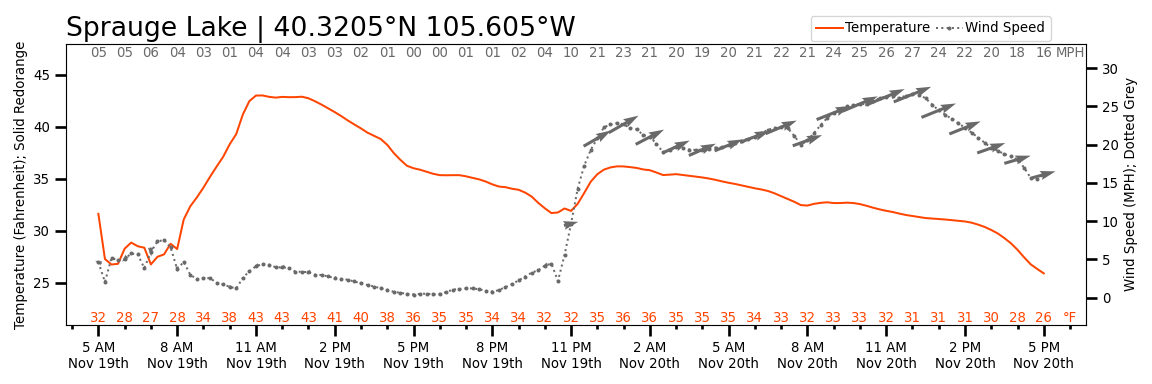 Sprauge Lake | 40.3205°N 105.605°W
Temperature
Wind Speed
05 05 06 04 03 01 04 04 03 03 02 01 00 00 01 01 02 04 10 21 23 21 20 19 20 21 22 21 24 25 26 27 24 22 20 18 16 MPH
Temperature (Fahrenheit); Solid Redorange
45
40
35
30
25
30
25
20
15
10
5
0
Wind Speed (MPH); Dotted Grey
32 28 27 28 34 38 43 43 43 41 40 38 36 35 35 34 34 32 32 35 36 36 35 35 35 34 33 32 33 33 32 31 31 31 30 28 26 °F
5 AM 8 AM 11 AM 2 PM 5 PM 8 PM 11 PM 2 AM 5 AM 8 AM 11 AM 2 PM 5 PM
Nov 19th Nov 19th Nov 19th Nov 19th Nov 19th Nov 19th Nov 19th Nov 20th Nov 20th Nov 20th Nov 20th Nov 20th Nov 20th